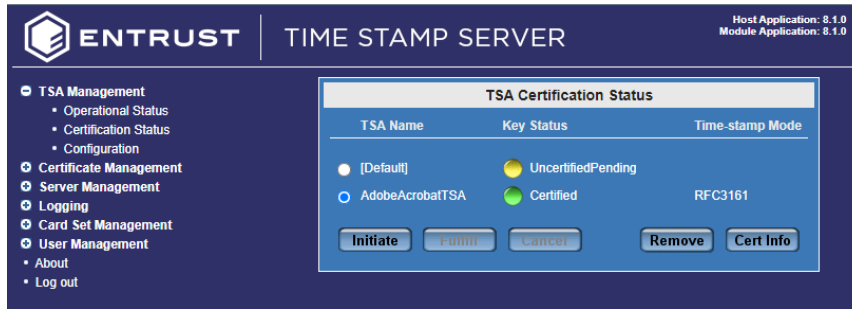 ENTRUST
TIME STAMP SERVER
Host Application: 8.1.0
Module Application: 8.1.0
TSA Management
Operational Status
Certification Status
Configuration
Certificate Management
Server Management
Logging
Card Set Management
User Management
About
Log out
TSA Certification Status
TSA Name Key Status Time-stamp Mode
[Default] UncertifiedPending
AdobeAcrobatTSA Certified RFC3161
Initiate Fulfill Cancel Remove Cert Info